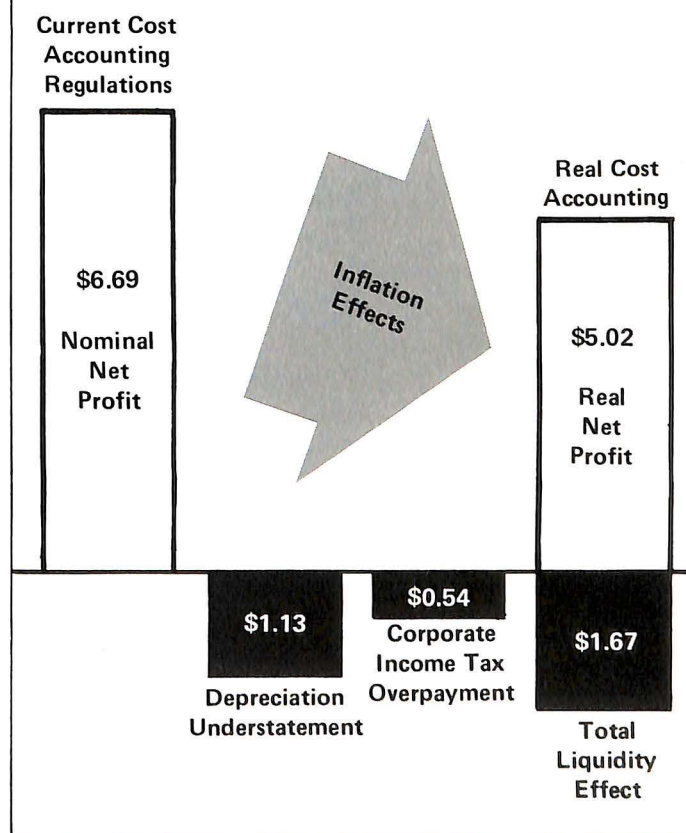 Current Cost
Accounting
Regulations
$6.69
Nominal
Net
Profit
Inflation
Effects
Real Cost
Accounting
$5.02
Real
Net
Profit
$1.13
Depreciation
Understatement
$0.54
Corporate
Income Tax
Overpayment
$1.67
Total
Liquidity
Effect